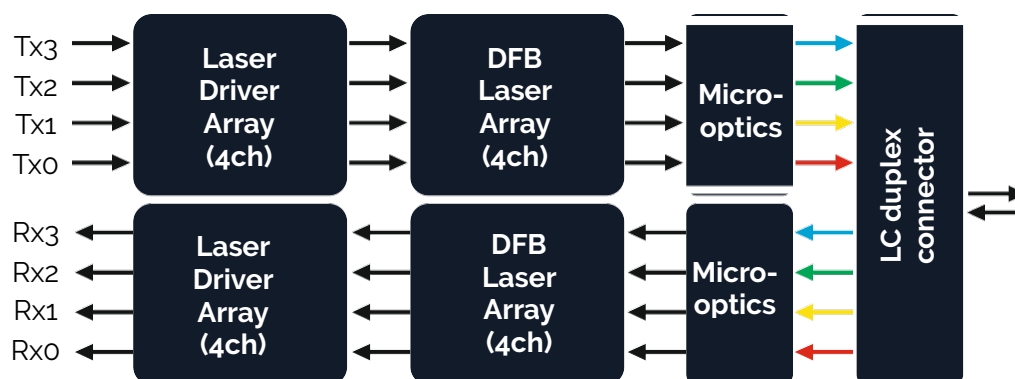 Tx3
Tx2
Tx1
Tx0
Laser
Driver
Array
(4ch)
DFB
Laser
Array
(4ch)
Micro-
optics
LC duplex
connector
Rx3
Rx2
Rx1
Rx0
Laser
Driver
Array
(4ch)
DFB
Laser
Array
(4ch)
Micro-
optics